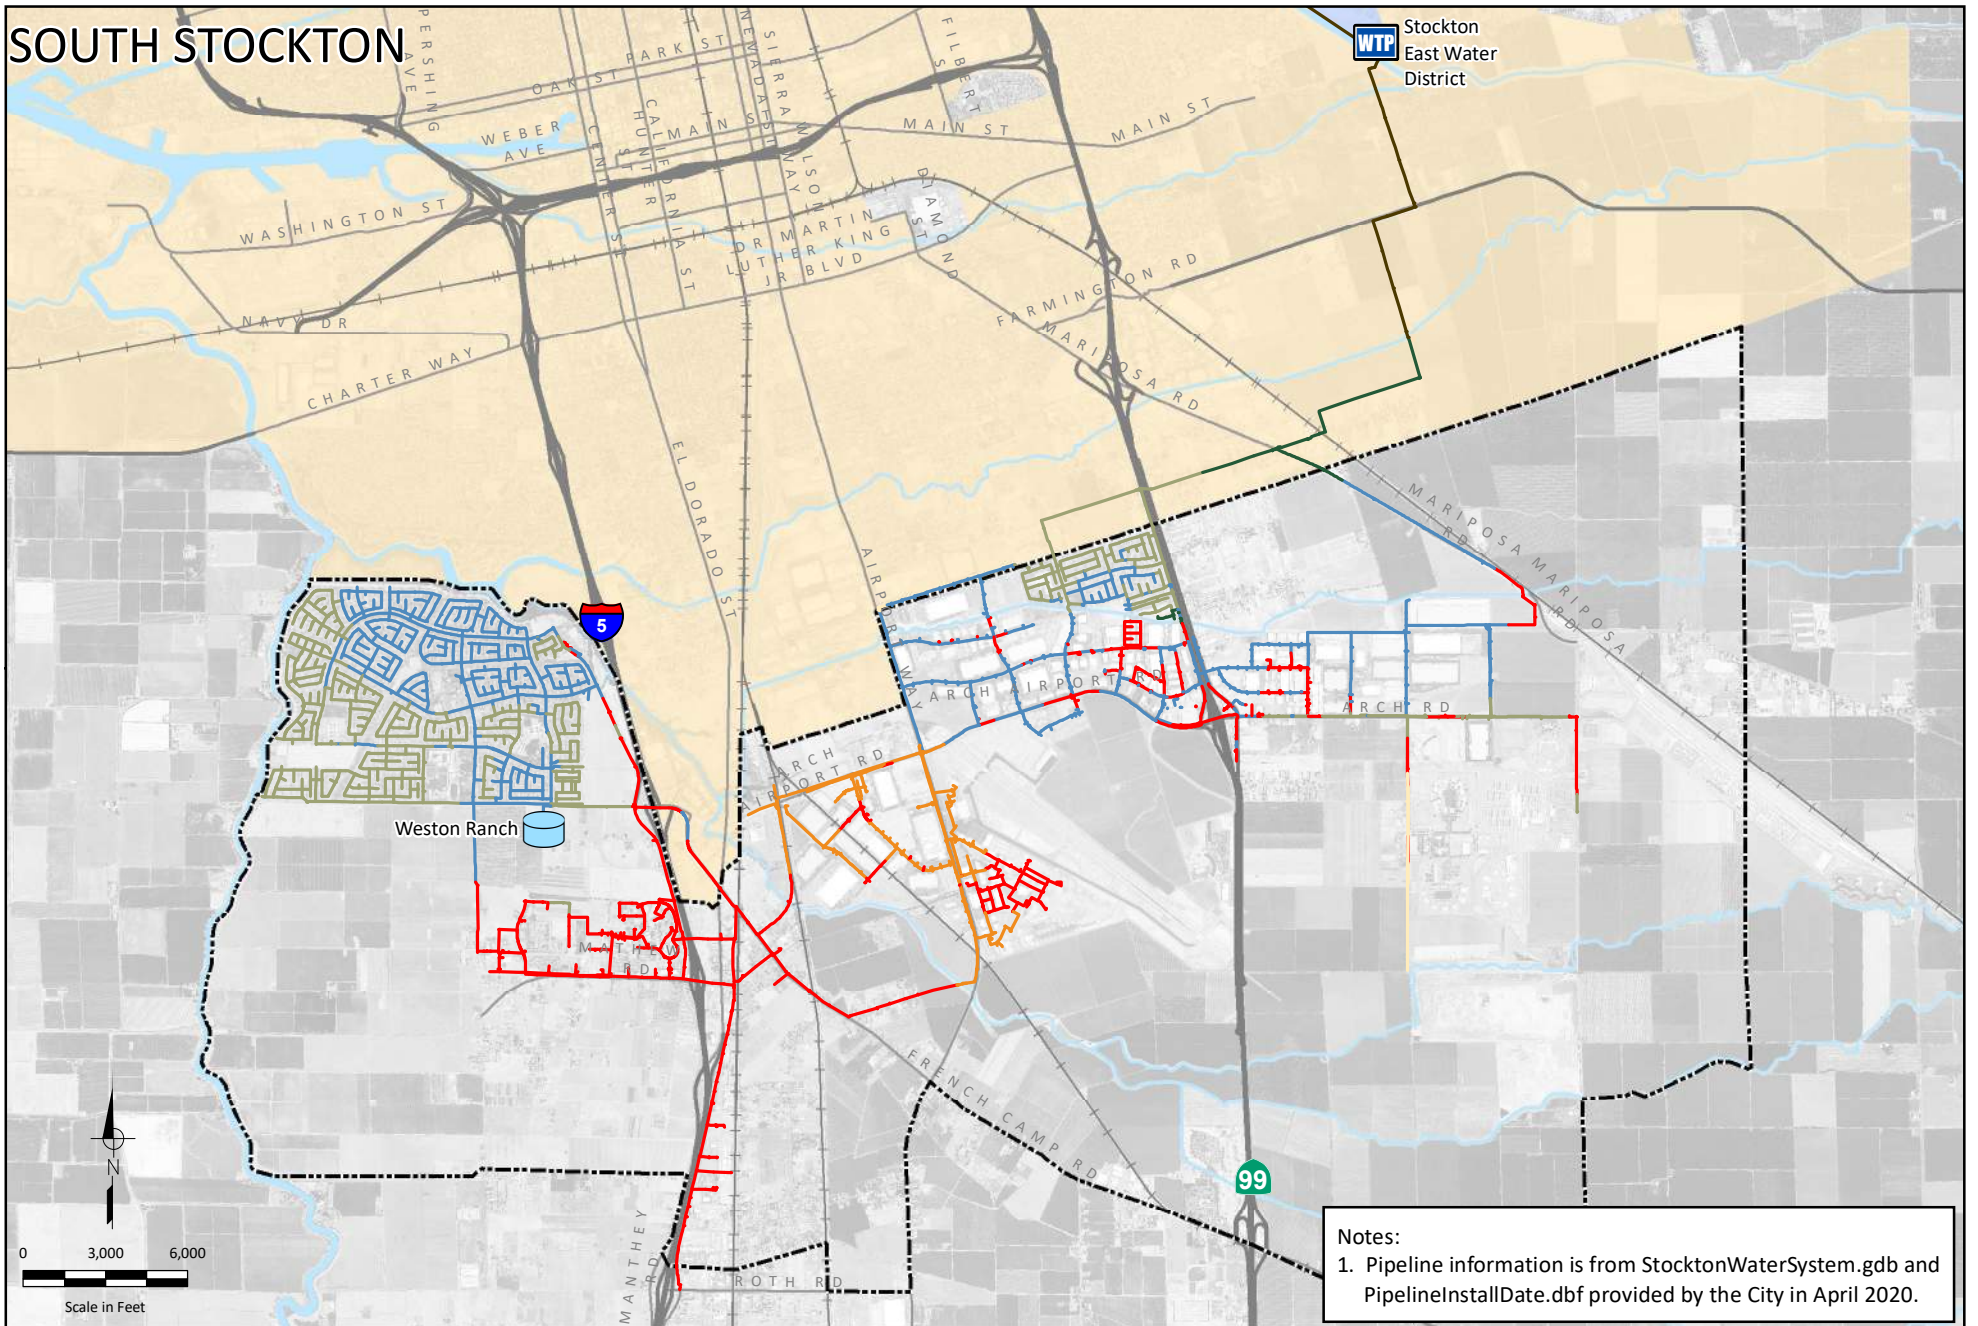 SOUTH STOCKTON
PERSHING
AVE
OAK ST
PARK ST
NEVADA ST
SIERRA
WAY
WILSON
WAY
FILBERT
ST
WTP
Stockton
East Water
District
WEBER
AVE
CENTER ST
HUNTER
ST
CALIFORNIA ST
MAIN ST
MAIN ST
MAIN ST
WASHINGTON ST
DIAMOND
ST
DR MARTIN
LUTHER KING
JR BLVD
NAVY DR
FARMINGTON RD
MARIPOSA RD
CHARTER WAY
EL DORADO ST
AIRPORT WAY
MARIPOSA
RD
MARIPOSA
RD
MARIPOSA
5
ARCH AIRPORT RD
ARCH RD
ARCH
AIRPORT RD
Weston Ranch
MATHEW
RD
FRENCH CAMP RD
N
99
MANTHEY
RD
ROTH RD
0 3,000 6,000
Scale in Feet
Notes:
1. Pipeline information is from StocktonWaterSystem.gdb and
PipelineInstallDate.dbf provided by the City in April 2020.